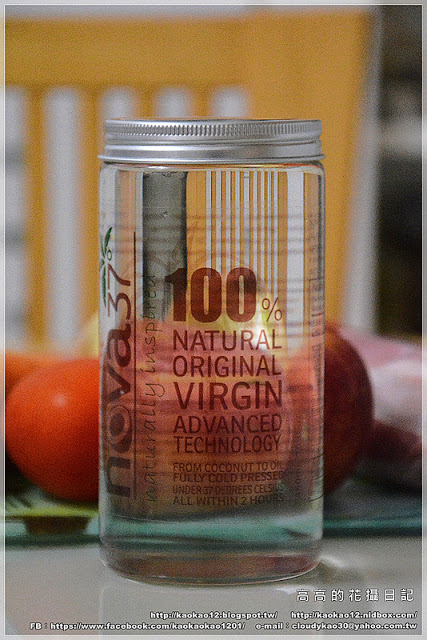 nova37°
naturally inspired
100%
NATURAL
ORIGINAL
VIRGIN
ADVANCED
TECHNOLOGY
FROM COCONUT TO OIL
FULLY COLD PRESSED
UNDER 37 DEGREES CELSIUS
ALL WITHIN 2 HOURS
高高的花攝日記
http://kaokao12.blogspot.tw/ http://kaokao12.nidbox.com/
FB：https://www.facebook.com/kaokaokao1201/ e-mail：cloudykao30@yahoo.com.tw